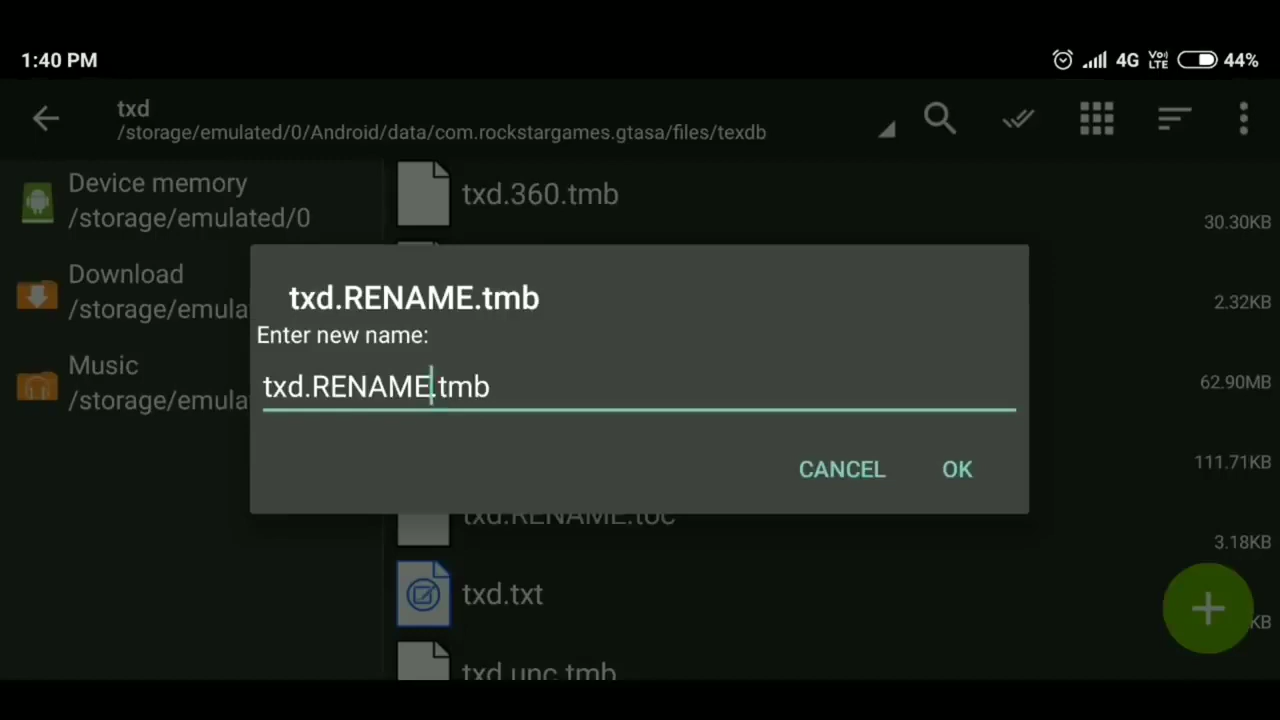 1:40 PM
4G Vo) LTE 44%
txd
/storage/emulated/0/Android/data/com.rockstargames.gtasa/files/texdb
Device memory
/storage/emulated/0
Download
/storage/emula
Music
/storage/emula
txd.360.tmb
30.30KB
2.32KB
62.90MB
111.71KB
txd.RENAME.toc
3.18KB
txd.txt
KB
txd.unc.tmb
txd.RENAME.tmb
Enter new name:
txd.RENAME.tmb
CANCEL OK